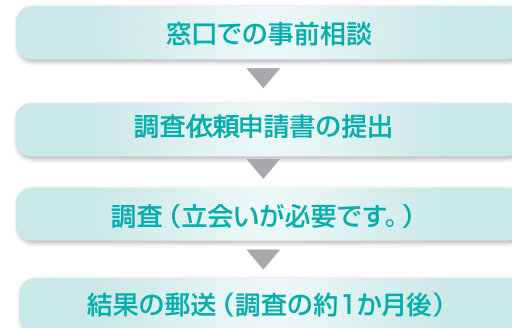 窓口での事前相談
調査依頼申請書の提出
調査（立会いが必要です。）
結果の郵送（調査の約1か月後）